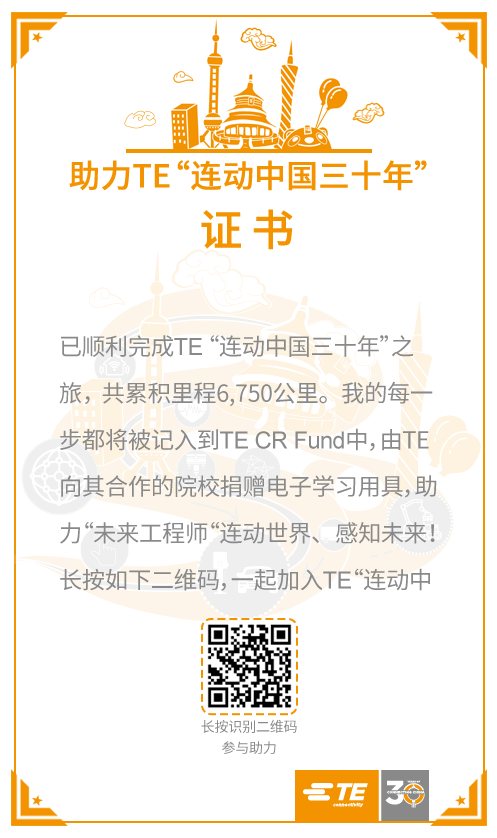 助力TE“连动中国三十年”
证书
已顺利完成TE “连动中国三十年”之
旅，共累积里程6,750公里。我的每一
步都将被记入到TE CR Fund中，由TE
向其合作的院校捐赠电子学习用具，助
力“未来工程师“连动世界、感知未来！
长按如下二维码，一起加入TE“连动中
长按识别二维码
参与助力
TE
connectivity
30